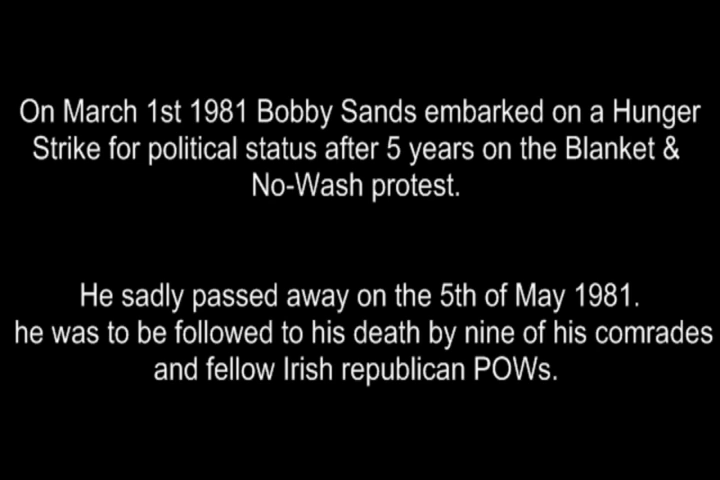 On March 1st 1981 Bobby Sands embarked on a Hunger
Strike for political status after 5 years on the Blanket &
No-Wash protest.
He sadly passed away on the 5th of May 1981.
he was to be followed to his death by nine of his comrades
and fellow Irish republican POWs.